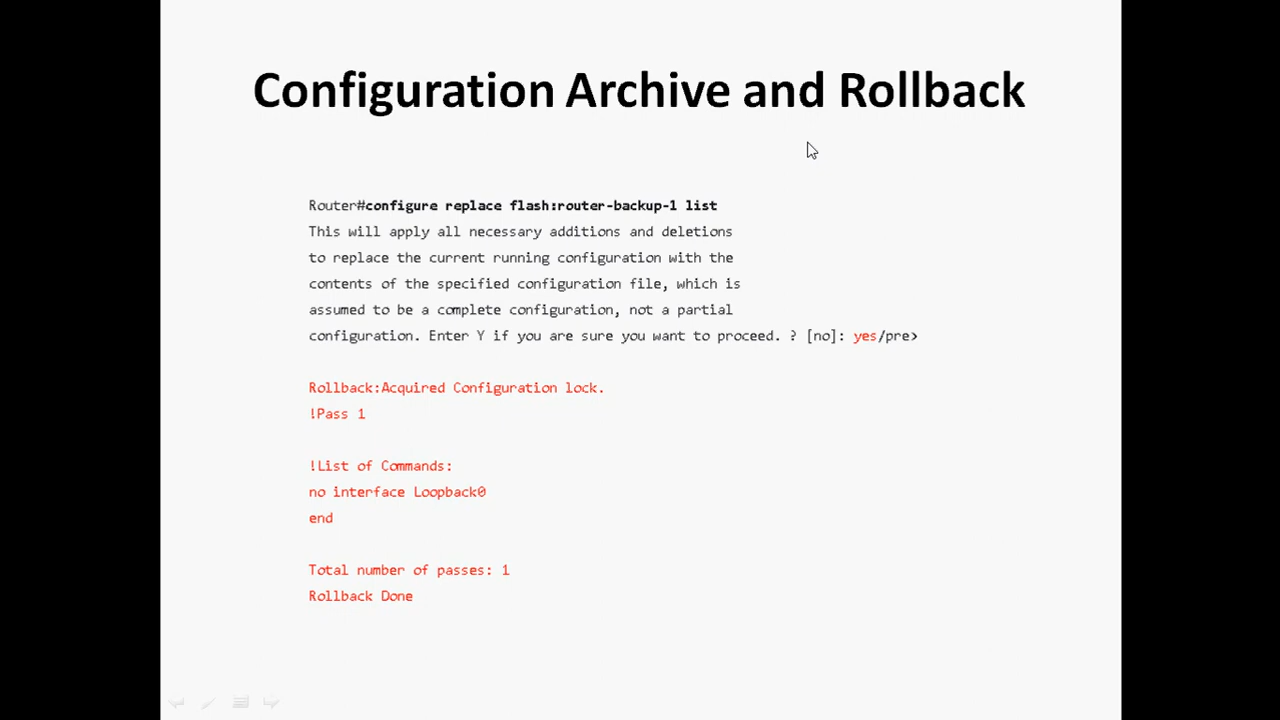 Configuration Archive and Rollback
Router#configure replace flash:router-backup-1 list
This will apply all necessary additions and deletions
to replace the current running configuration with the
contents of the specified configuration file, which is
assumed to be a complete configuration, not a partial
configuration. Enter Y if you are sure you want to proceed. ? [no]: yes/pre>
Rollback:Acquired Configuration lock.
!Pass 1
!List of Commands:
no interface Loopback0
end
Total number of passes: 1
Rollback Done